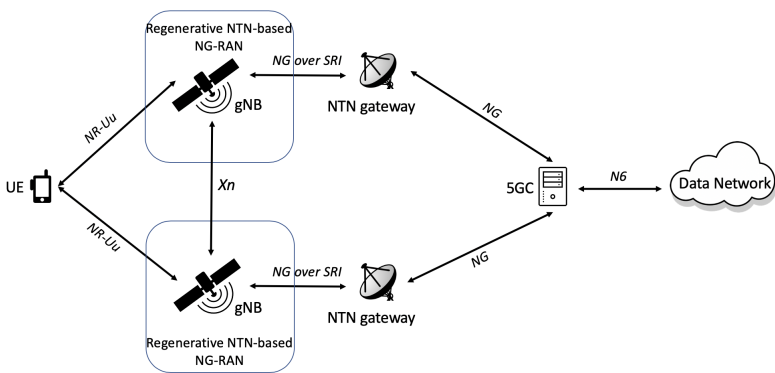 Regenerative NTN-based
NG-RAN
gNB
NG over SRI
NTN gateway
NG
NR-Uu
UE
Xn
5GC
N6
Data Network
NR-Uu
gNB
NG over SRI
NTN gateway
NG
Regenerative NTN-based
NG-RAN